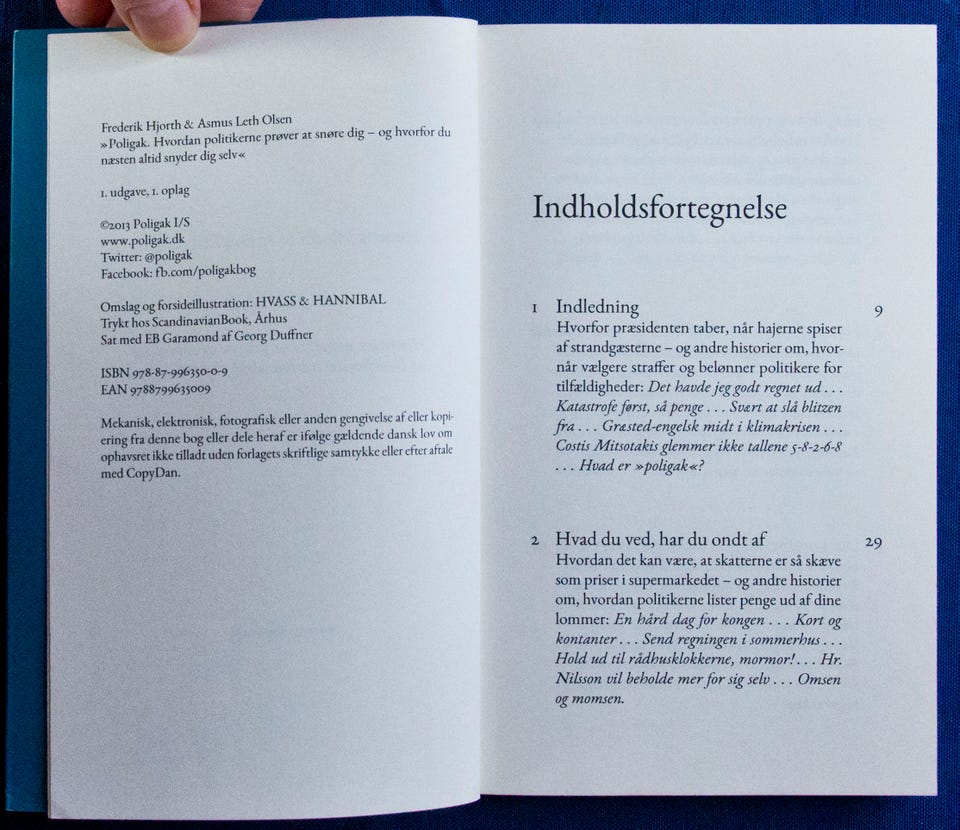 Frederik Hjorth & Asmus Leth Olsen
»Poligak. Hvordan politikerne prøver at snøre dig – og hvorfor du
næsten altid snyder dig selv«
1. udgave, 1. oplag
©2013 Poligak I/S
www.poligak.dk
Twitter: @poligak
Facebook: fb.com/poligakbog
Omslag og forsideillustration: HVASS & HANNIBAL
Trykt hos ScandinavianBook, Århus
Sat med EB Garamond af Georg Duffner
ISBN 978-87-996350-0-9
EAN 9788799635009
Mekanisk, elektronisk, fotografisk eller anden gengivelse af eller kopi-
ering fra denne bog eller dele heraf er ifølge gældende dansk lov om
ophavsret ikke tilladt uden forlagets skriftlige samtykke eller efter aftale
med CopyDan.
Indholdsfortegnelse
1 Indledning 9
Hvorfor præsidenten taber, når hajerne spiser
af strandgæsterne – og andre historier om, hvor-
når vælgere straffer og belønner politikere for
tilfældigheder: Det havde jeg godt regnet ud . . .
Katastrofe først, så penge . . . Svært at slå blitzen
fra . . . Græsted-engelsk midt i klimakrisen . . .
Costis Mitsotakis glemmer ikke tallene 5-8-2-6-8
. . . Hvad er »poligak«?
2 Hvad du ved, har du ondt af 29
Hvordan det kan være, at skatterne er så skæve
som priser i supermarkedet – og andre historier
om, hvordan politikerne lister penge ud af dine
lommer: En hård dag for kongen . . . Kort og
kontanter . . . Send regningen i sommerhus . . .
Hold ud til rådhusklokkerne, mormor! . . . Hr.
Nilsson vil beholde mer for sig selv . . . Omsen
og momsen.